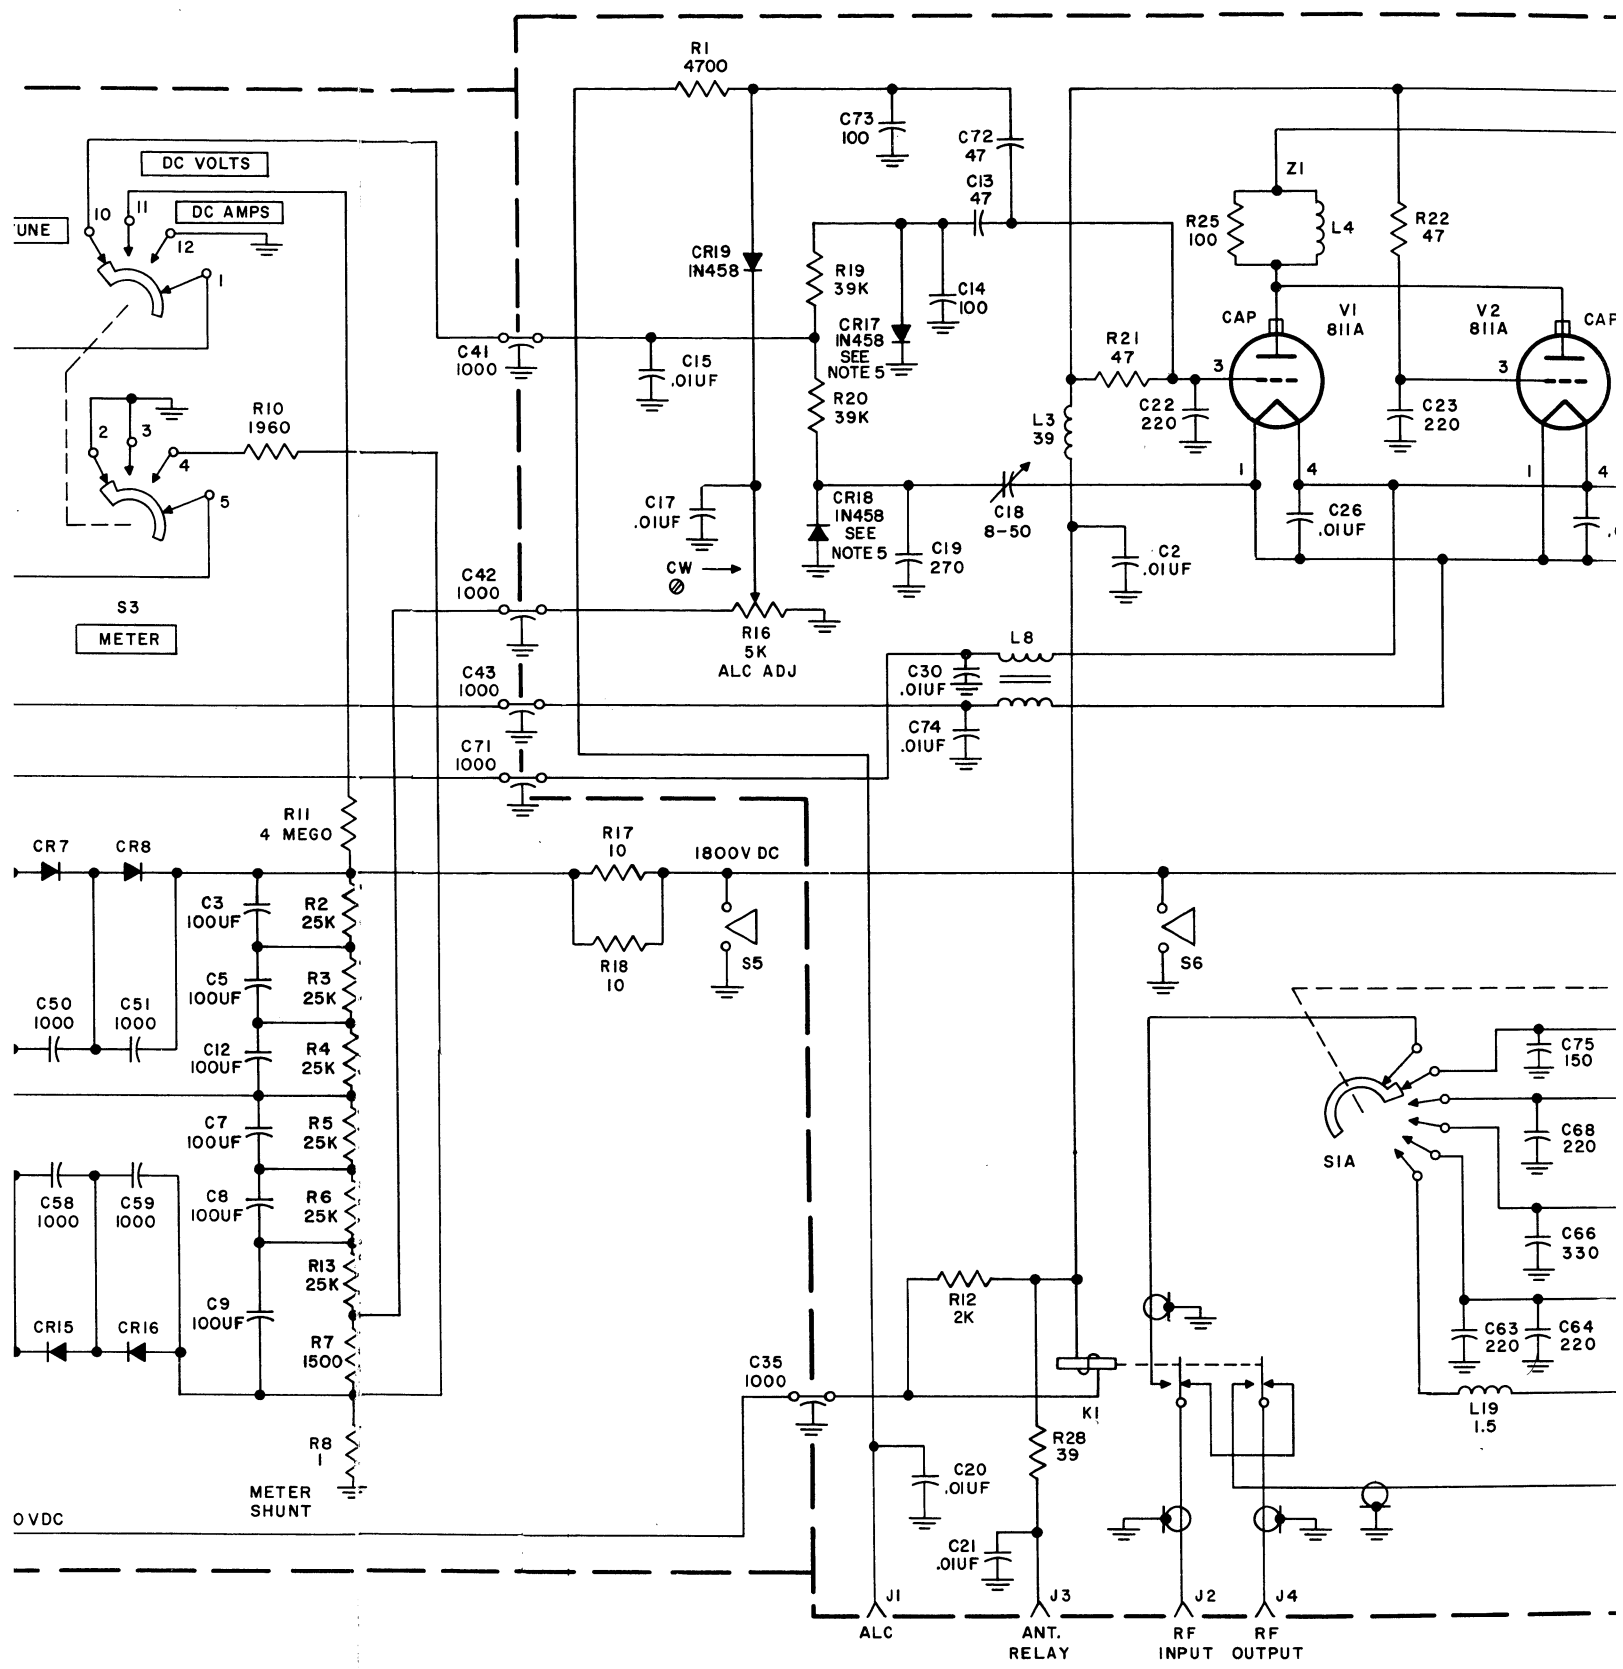 R1
4700
C73
100
C72
47
C13
47
DC VOLTS
10
11
DC AMPS
12
1
UNE
Z1
R25
100
L4
R22
47
CR19
1N458
R19
39K
C14
100
CR17
1N458
SEE
NOTE 5
CAP
V1
811A
V2
811A
CAP
C41
1000
C15
.01UF
R20
39K
R21
47
3
3
C22
220
C23
220
L3
39
R10
1960
2
3
4
5
1
4
1
4
C17
.01UF
CR18
1N458
SEE
NOTE 5
C18
8-50
C26
.01UF
C19
270
C2
.01UF
CW
C42
1000
S3
METER
R16
5K
ALC ADJ
L8
C30
.01UF
C43
1000
C74
.01UF
C71
1000
R11
4 MEGO
CR7
CR8
R17
10
1800V DC
C3
100UF
R2
25K
R18
10
S5
S6
C5
100UF
R3
25K
C50
1000
C51
1000
C12
100UF
R4
25K
C75
150
C7
100UF
R5
25K
C68
220
S1A
C58
1000
C59
1000
C8
100UF
R6
25K
C66
330
R13
25K
R12
2K
C9
100UF
CR15
CR16
R7
1500
C63
220
C64
220
C35
1000
K1
L19
1.5
R8
1
R28
39
METER
SHUNT
C20
.01UF
0VDC
C21
.01UF
J1
J3
J2
J4
ALC
ANT.
RELAY
RF
INPUT
RF
OUTPUT